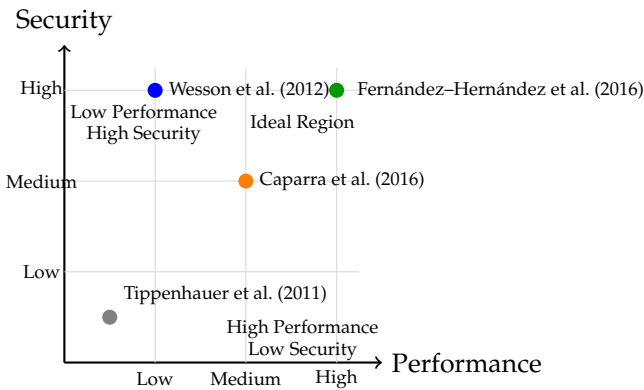 Security
High
Wesson et al. (2012)
Fernández–Hernández et al. (2016)
Low Performance
High Security
Ideal Region
Medium
Caparra et al. (2016)
Low
Tippenhauer et al. (2011)
High Performance
Low Security
Performance
Low
Medium
High